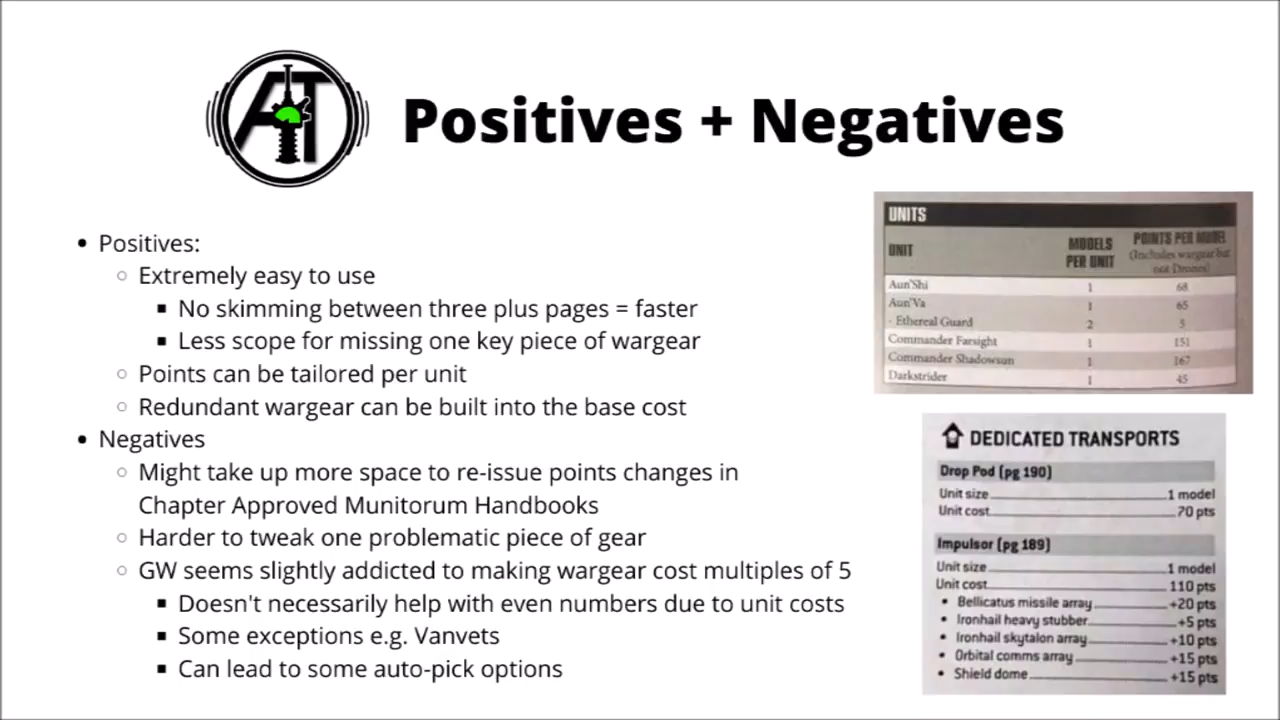 AT
Positives + Negatives
• Positives:
○ Extremely easy to use
▪ No skimming between three plus pages = faster
▪ Less scope for missing one key piece of wargear
○ Points can be tailored per unit
○ Redundant wargear can be built into the base cost
• Negatives
○ Might take up more space to re-issue points changes in
Chapter Approved Munitorum Handbooks
○ Harder to tweak one problematic piece of gear
○ GW seems slightly addicted to making wargear cost multiples of 5
▪ Doesn't necessarily help with even numbers due to unit costs
▪ Some exceptions e.g. Vanvets
▪ Can lead to some auto-pick options
UNITS
UNIT MODELS PER UNIT POINTS PER MODEL
(Includes wargear but
not Drones)
Aun'Shi 1 68
Aun'Va 1 65
- Ethereal Guard 2 5
Commander Farsight 1 151
Commander Shadowsun 1 167
Darkstrider 1 45
DEDICATED TRANSPORTS
Drop Pod (pg 190)
Unit size 1 model
Unit cost 70 pts
Impulsor (pg 189)
Unit size 1 model
Unit cost 110 pts
• Bellicatus missile array +20 pts
• Ironhail heavy stubber +5 pts
• Ironhail skytalon array +10 pts
• Orbital comms array +15 pts
• Shield dome +15 pts